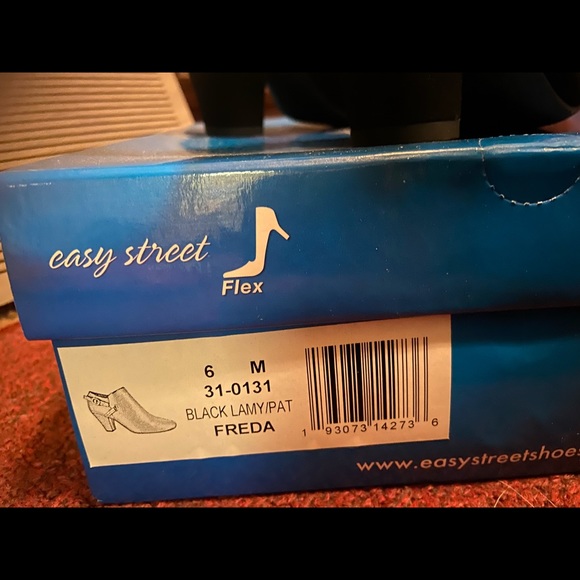 easy street
Flex
6 M
31-0131
BLACK LAMY/PAT
FREDA
1 93073 14273 6
www.easystreetshoes